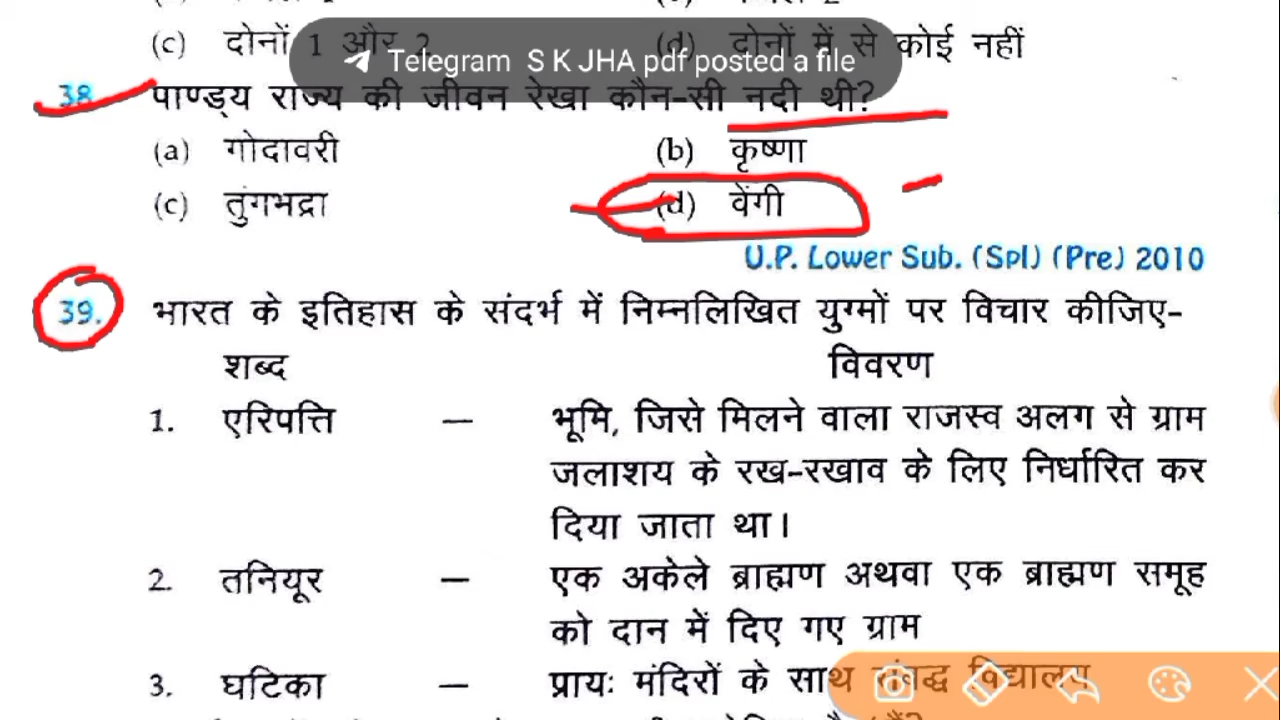 (c) दोनों 1 और 2 (d) दोनों में से कोई नहीं
Telegram S K JHA pdf posted a file
38. पाण्ड्य राज्य की जीवन रेखा कौन-सी नदी थी?
(a) गोदावरी (b) कृष्णा
(c) तुंगभद्रा (d) वेंगी
U.P. Lower Sub. (Spl) (Pre) 2010
39. भारत के इतिहास के संदर्भ में निम्नलिखित युग्मों पर विचार कीजिए-
शब्द विवरण
1. एरिपत्ति – भूमि, जिसे मिलने वाला राजस्व अलग से ग्राम
जलाशय के रख-रखाव के लिए निर्धारित कर
दिया जाता था।
2. तनियूर – एक अकेले ब्राह्मण अथवा एक ब्राह्मण समूह
को दान में दिए गए ग्राम
3. घटिका – प्रायः मंदिरों के साथ संबद्ध विद्यालय